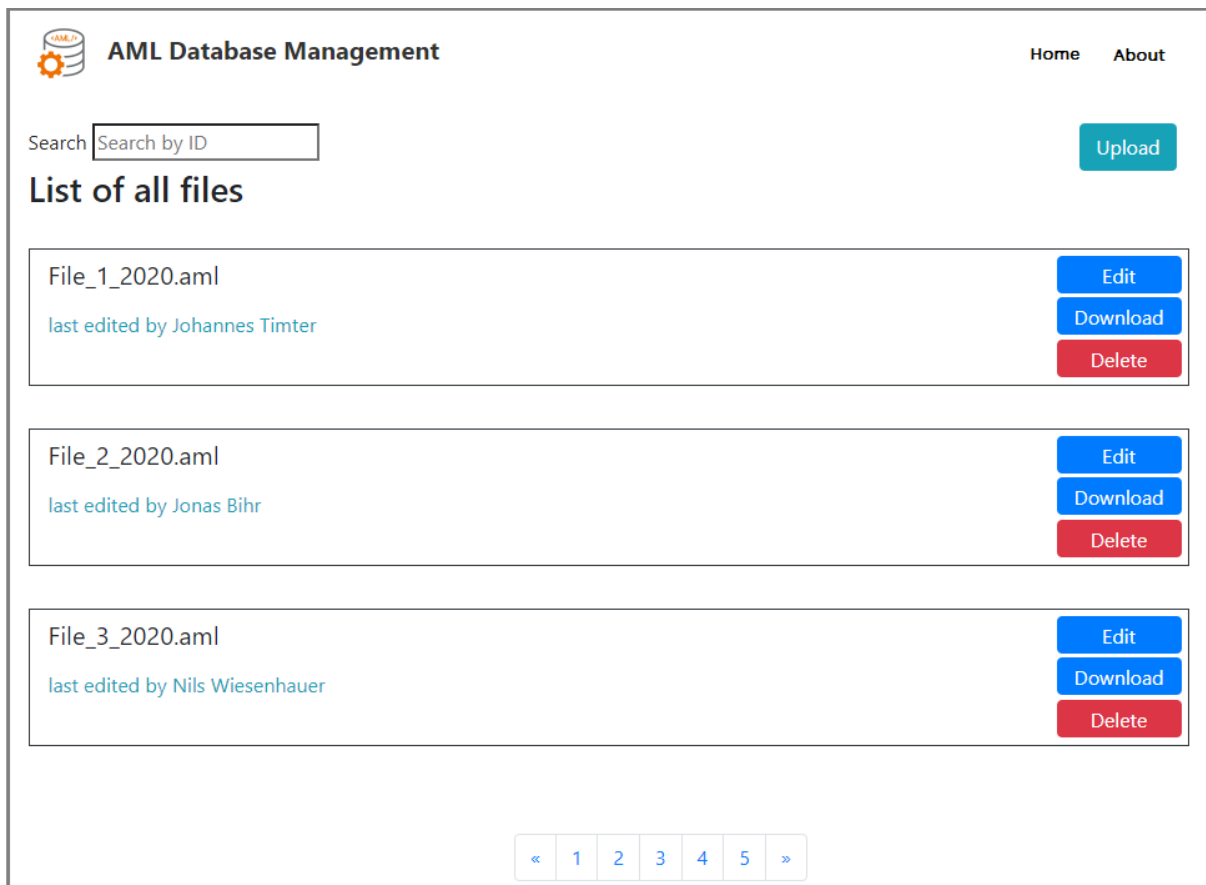 <AML/>
AML Database Management
Home About
Search Search by ID
Upload
List of all files
File_1_2020.aml
last edited by Johannes Timter
Edit
Download
Delete
File_2_2020.aml
last edited by Jonas Bihr
Edit
Download
Delete
File_3_2020.aml
last edited by Nils Wiesenhauer
Edit
Download
Delete
« 1 2 3 4 5 »